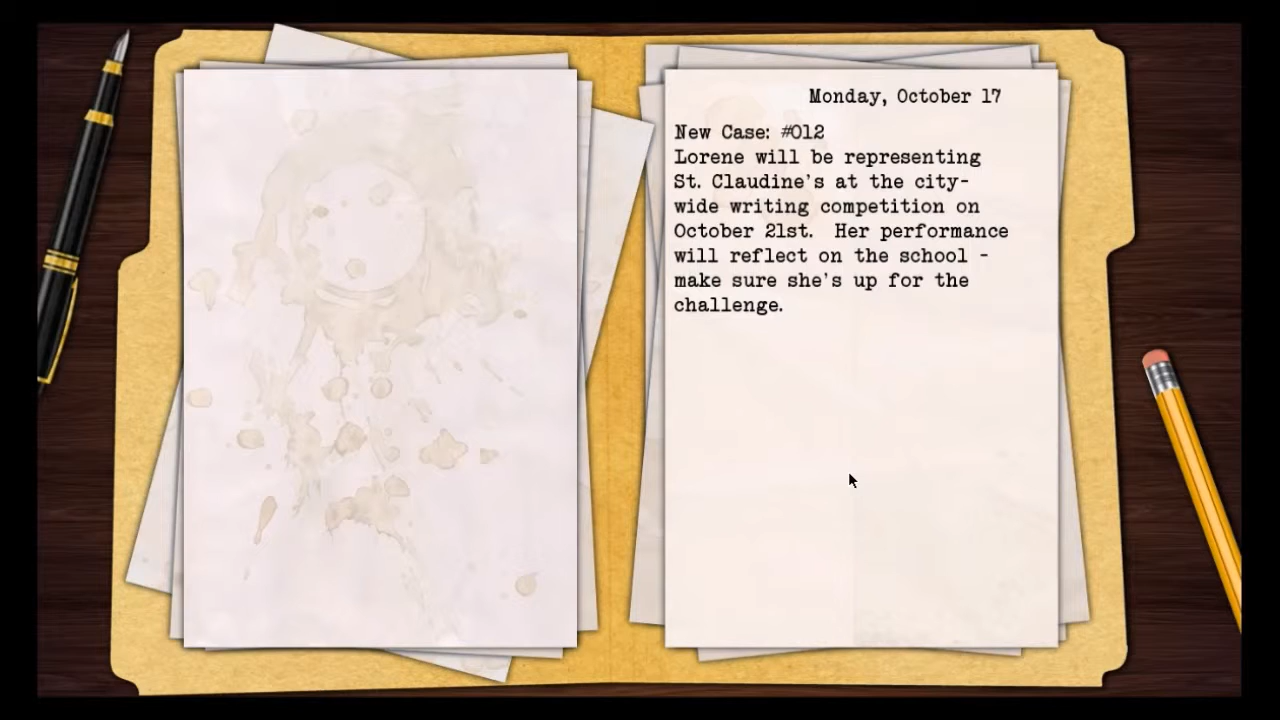 Monday, October 17
New Case: #012
Lorene will be representing
St. Claudine's at the city-
wide writing competition on
October 21st.  Her performance
will reflect on the school -
make sure she's up for the
challenge.